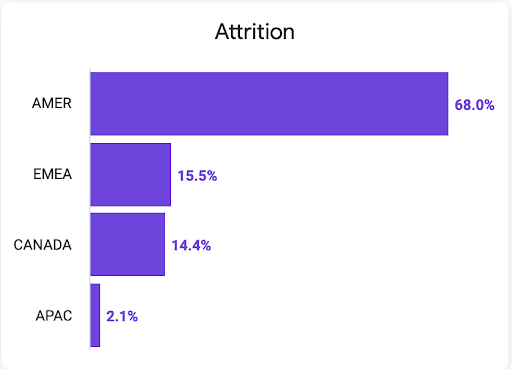 Attrition
AMER 68.0%
EMEA 15.5%
CANADA 14.4%
APAC 2.1%